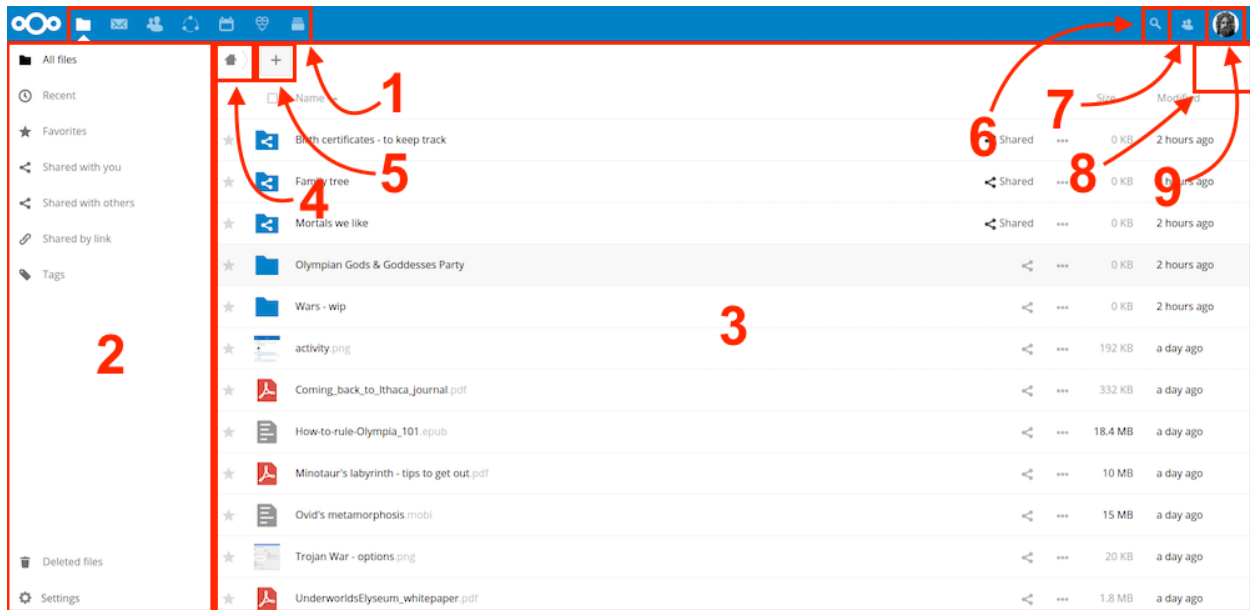 All files
Recent
Favorites
Shared with you
Shared with others
Shared by link
Tags
Deleted files
Settings
+
Name Size Modified
Birth certificates - to keep track Shared ••• 0 KB 2 hours ago
Family tree Shared ••• 0 KB hours ago
Mortals we like Shared ••• 0 KB 2 hours ago
Olympian Gods & Goddesses Party ••• 0 KB 2 hours ago
Wars - wip ••• 0 KB 2 hours ago
activity.png ••• 192 KB a day ago
Coming_back_to_Ithaca_journal.pdf ••• 332 KB a day ago
How-to-rule-Olympia_101.epub ••• 18.4 MB a day ago
Minotaur's labyrinth - tips to get out.pdf ••• 10 MB a day ago
Ovid's metamorphosis.mobi ••• 15 MB a day ago
Trojan War - options.png ••• 20 KB a day ago
UnderworldsElyseum_whitepaper.pdf ••• 1.8 MB a day ago
1
2
3
4
5
6
7
8
9